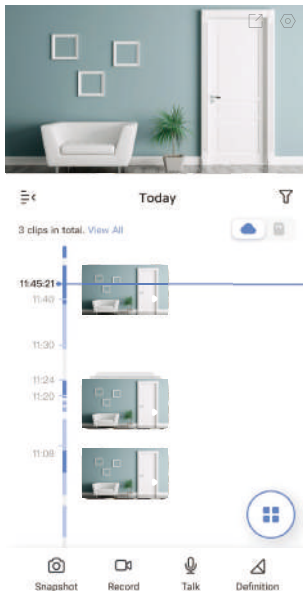 Today
3 clips in total. View All
11:45:21
11:40
11:30
11:24
11:20
11:08
Snapshot Record Talk Definition